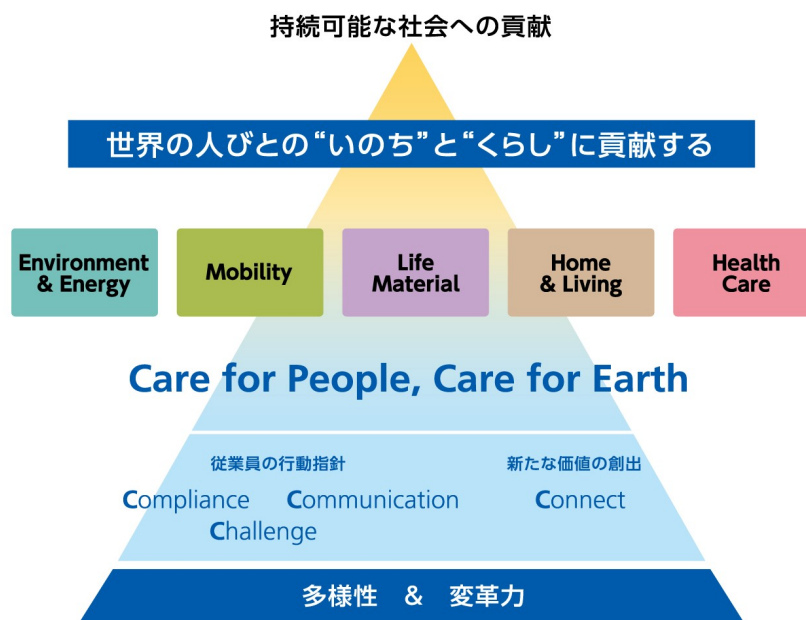 持続可能な社会への貢献
世界の人びとの“いのち”と“くらし”に貢献する
Environment
& Energy
Mobility
Life
Material
Home
& Living
Health
Care
Care for People, Care for Earth
従業員の行動指針
新たな価値の創出
Compliance Communication Connect
Challenge
多様性 & 変革力